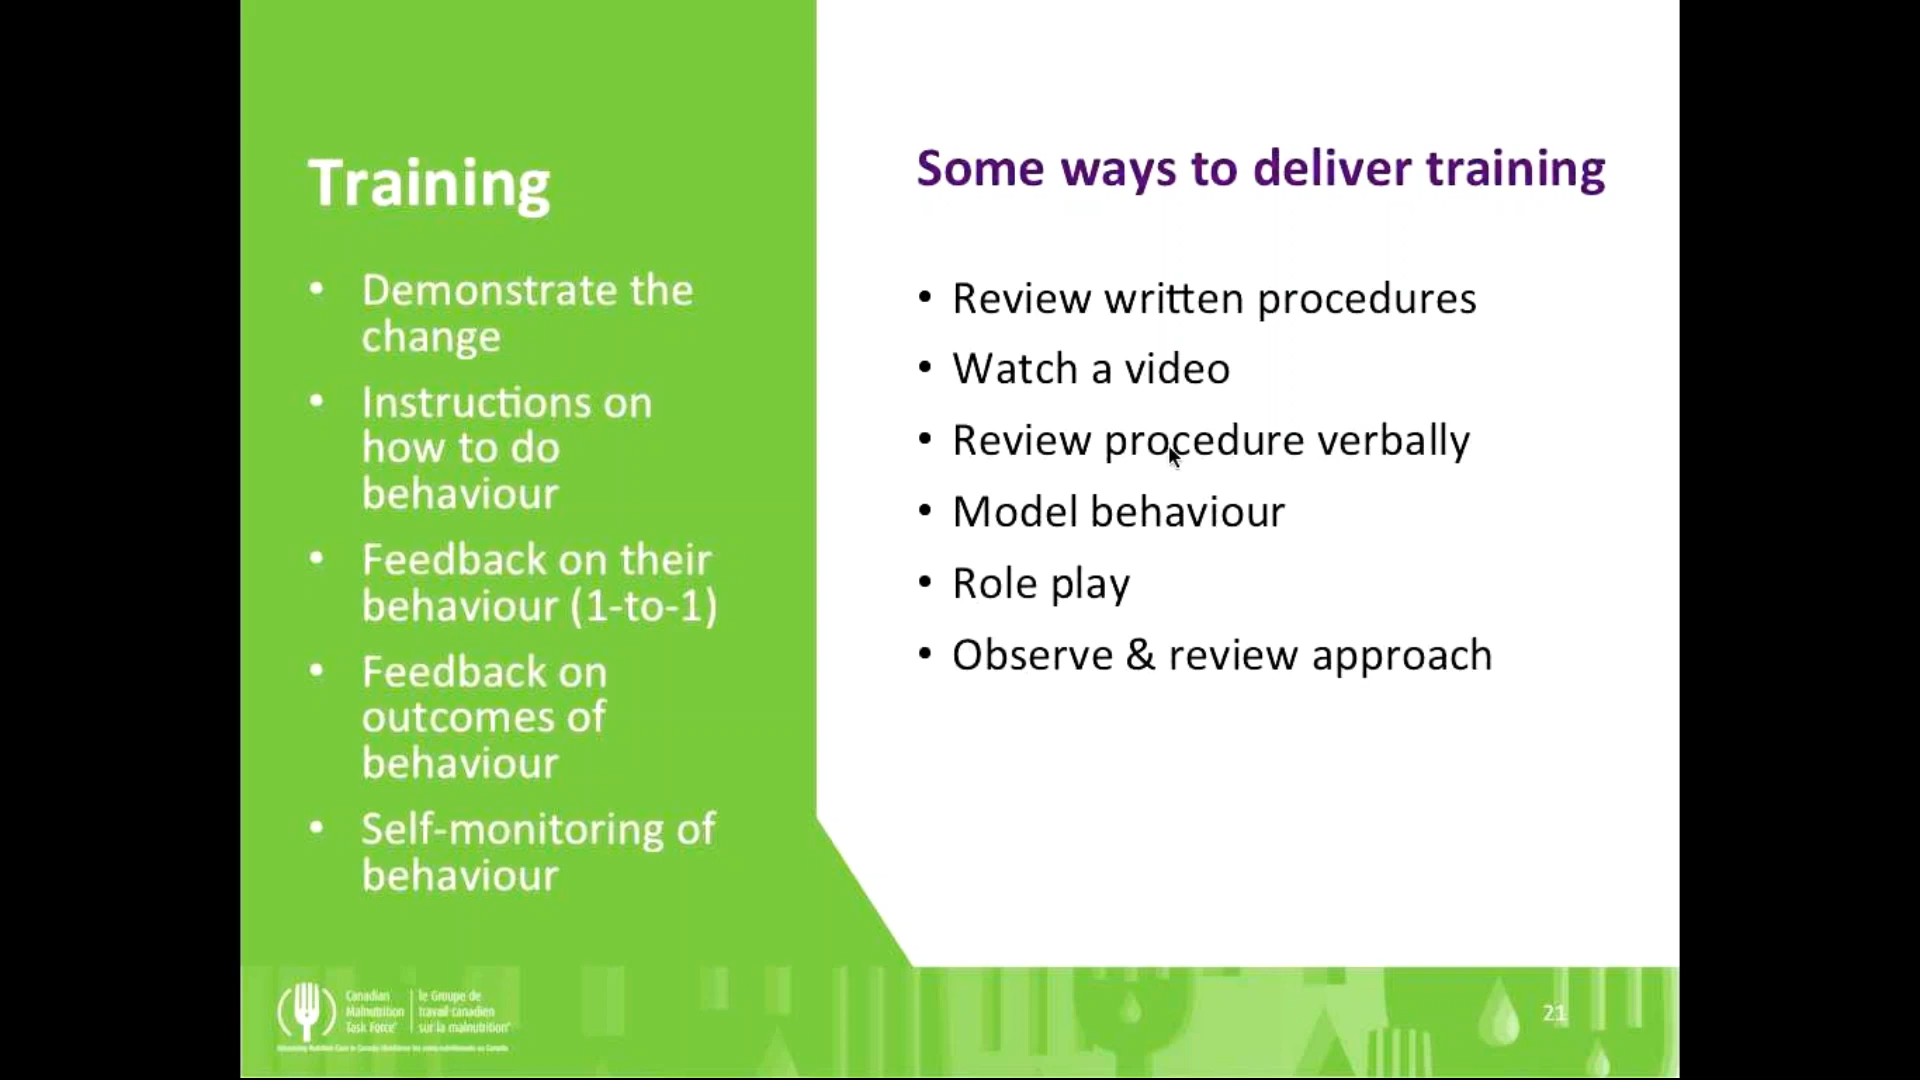 Training
• Demonstrate the
change
• Instructions on
how to do
behaviour
• Feedback on their
behaviour (1-to-1)
• Feedback on
outcomes of
behaviour
• Self-monitoring of
behaviour
Some ways to deliver training
• Review written procedures
• Watch a video
• Review procedure verbally
• Model behaviour
• Role play
• Observe & review approach
Canadian
Malnutrition
Task Force
le Groupe de
travail canadien
sur la malnutrition
21